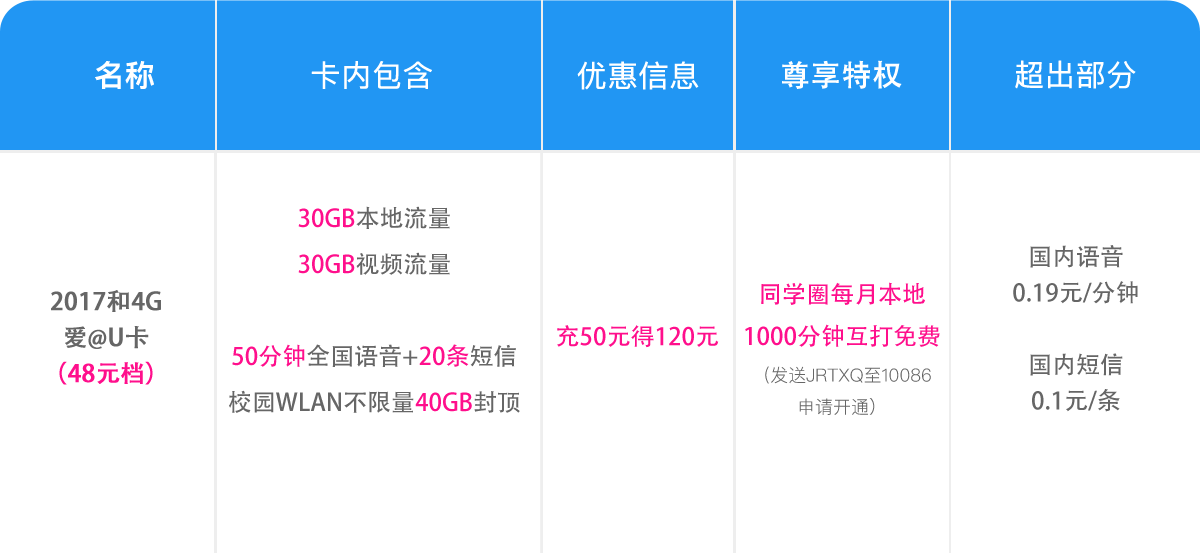 名称
卡内包含
优惠信息
尊享特权
超出部分
2017和4G
爱@U卡
（48元档）
30GB本地流量
30GB视频流量
50分钟全国语音+20条短信
校园WLAN不限量40GB封顶
充50元得120元
同学圈每月本地
1000分钟互打免费
（发送JRTXQ至10086
申请开通）
国内语音
0.19元/分钟
国内短信
0.1元/条